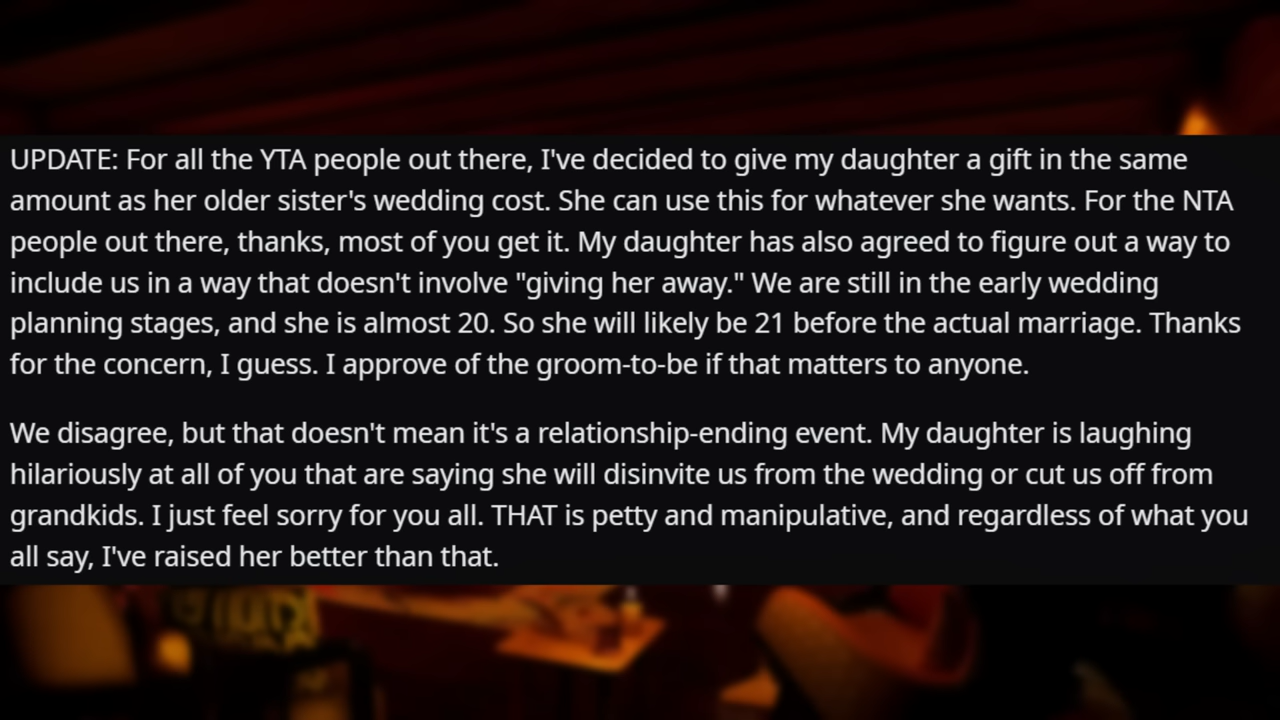 UPDATE: For all the YTA people out there, I've decided to give my daughter a gift in the same
amount as her older sister's wedding cost. She can use this for whatever she wants. For the NTA
people out there, thanks, most of you get it. My daughter has also agreed to figure out a way to
include us in a way that doesn't involve "giving her away." We are still in the early wedding
planning stages, and she is almost 20. So she will likely be 21 before the actual marriage. Thanks
for the concern, I guess. I approve of the groom-to-be if that matters to anyone.
We disagree, but that doesn't mean it's a relationship-ending event. My daughter is laughing
hilariously at all of you that are saying she will disinvite us from the wedding or cut us off from
grandkids. I just feel sorry for you all. THAT is petty and manipulative, and regardless of what you
all say, I've raised her better than that.